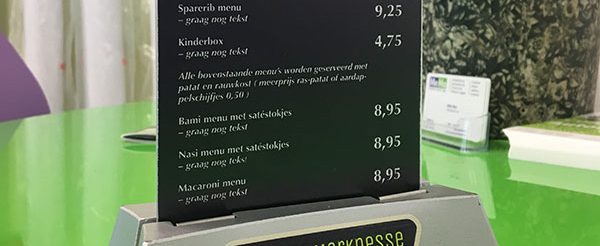 Sparerib menu 9,25
– graag nog tekst
Kinderbox 4,75
– graag nog tekst
Alle bovenstaande menu's worden geserveerd met
patat en rauwkost ( meerprijs ras-patat of aardap-
pelschijfjes 0,50 )
Bami menu met satéstokjes 8,95
– graag nog tekst
Nasi menu met satéstokjes 8,95
– graag nog tekst
Macaroni menu 8,95
– graag nog tekst